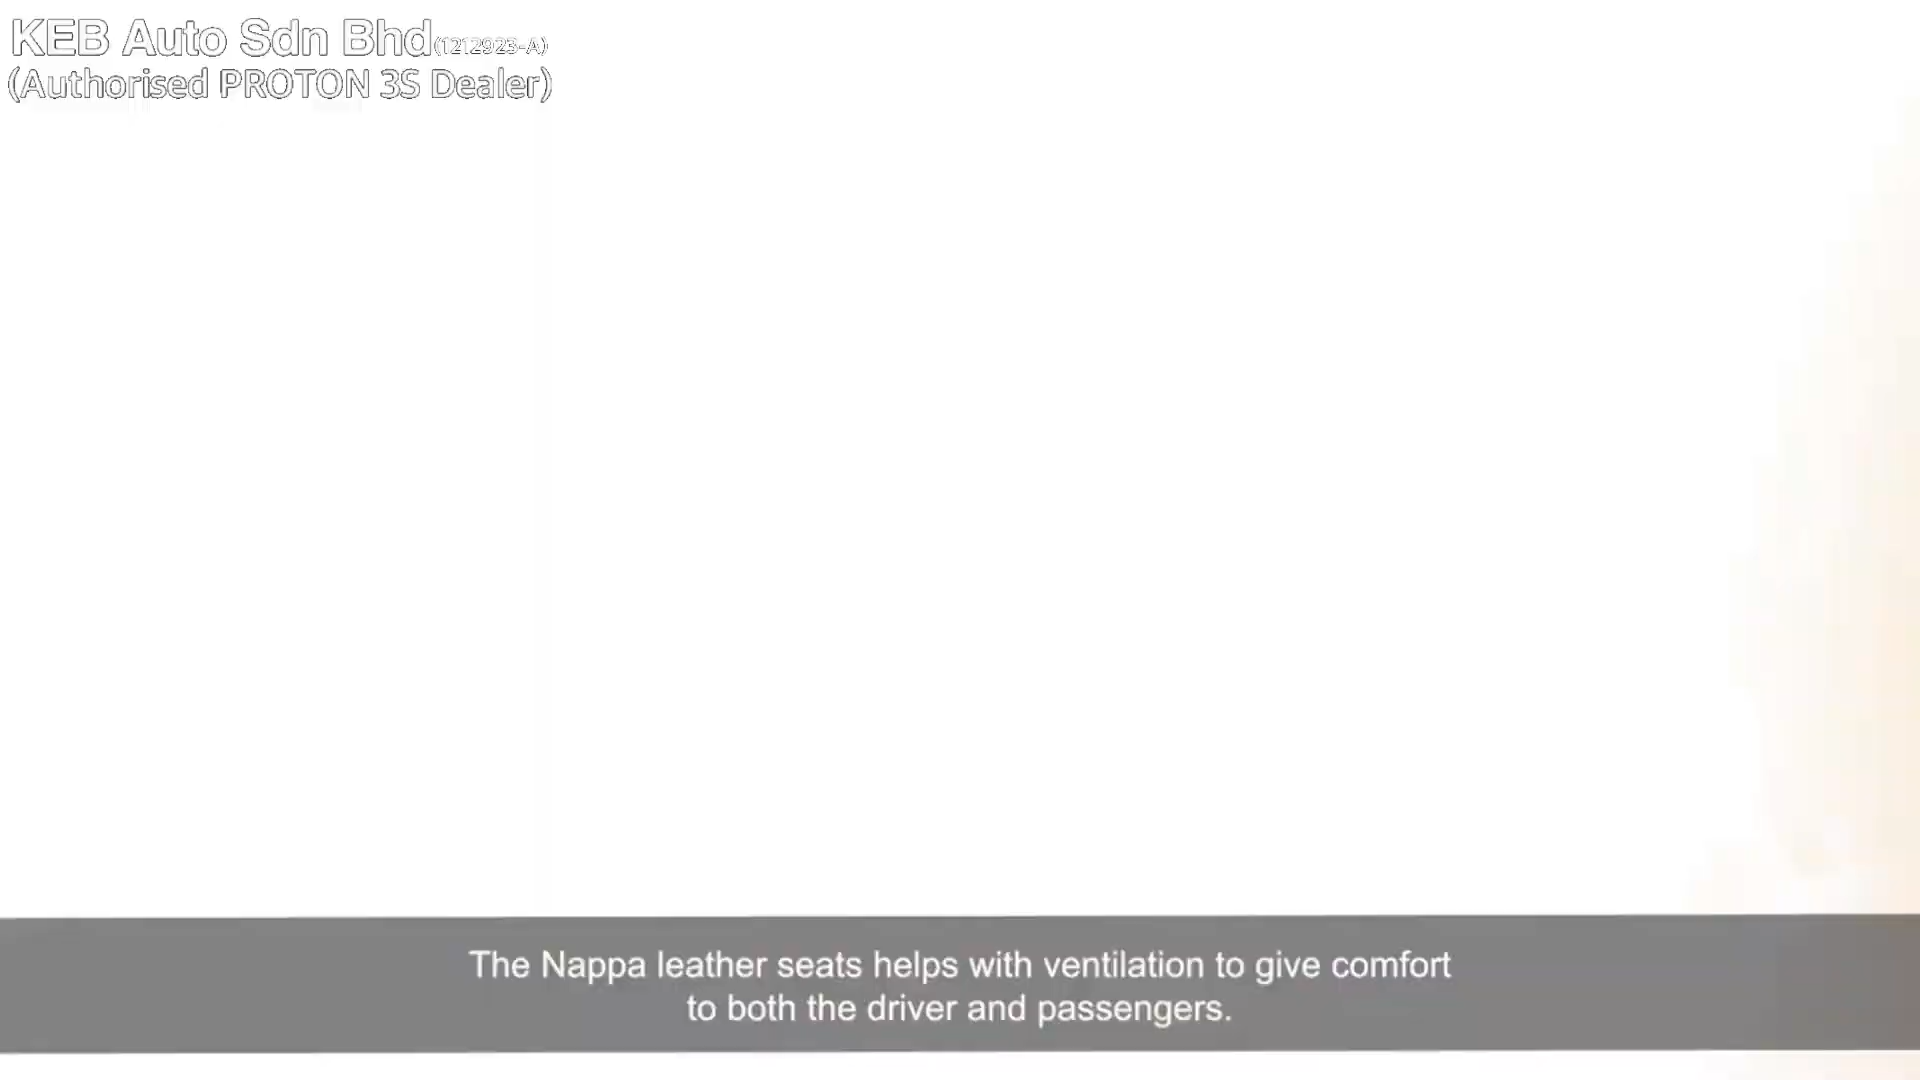 KEB Auto Sdn Bhd(1212923-A)
(Authorised PROTON 3S Dealer)
The Nappa leather seats helps with ventilation to give comfort
to both the driver and passengers.